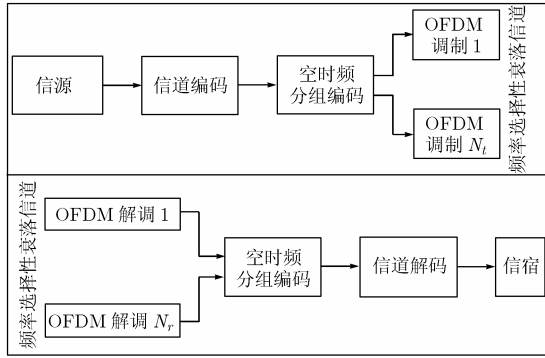 信源
信道编码
空时频
分组编码
OFDM
调制 1
OFDM
调制 Nt
频率选择性衰落信道
频率选择性衰落信道
OFDM 解调 1
OFDM 解调 Nr
空时频
分组编码
信道解码
信宿